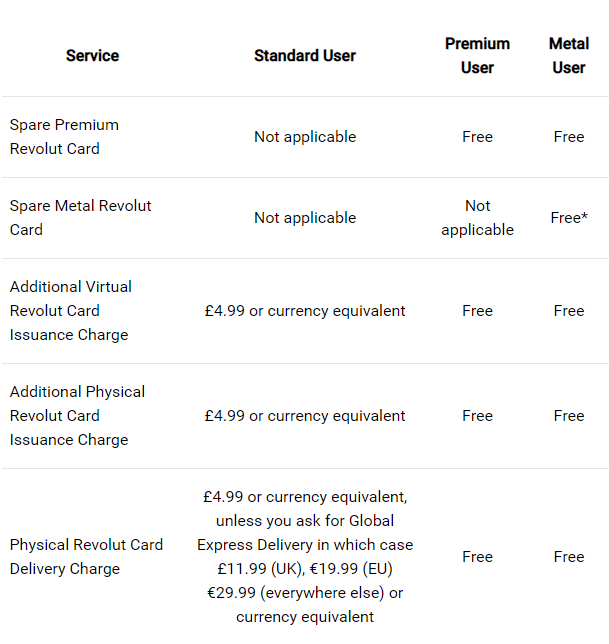 Service Standard User Premium User Metal User
Spare Premium Revolut Card Not applicable Free Free
Spare Metal Revolut Card Not applicable Not applicable Free*
Additional Virtual Revolut Card Issuance Charge £4.99 or currency equivalent Free Free
Additional Physical Revolut Card Issuance Charge £4.99 or currency equivalent Free Free
Physical Revolut Card Delivery Charge £4.99 or currency equivalent, unless you ask for Global Express Delivery in which case £11.99 (UK), €19.99 (EU) €29.99 (everywhere else) or currency equivalent Free Free